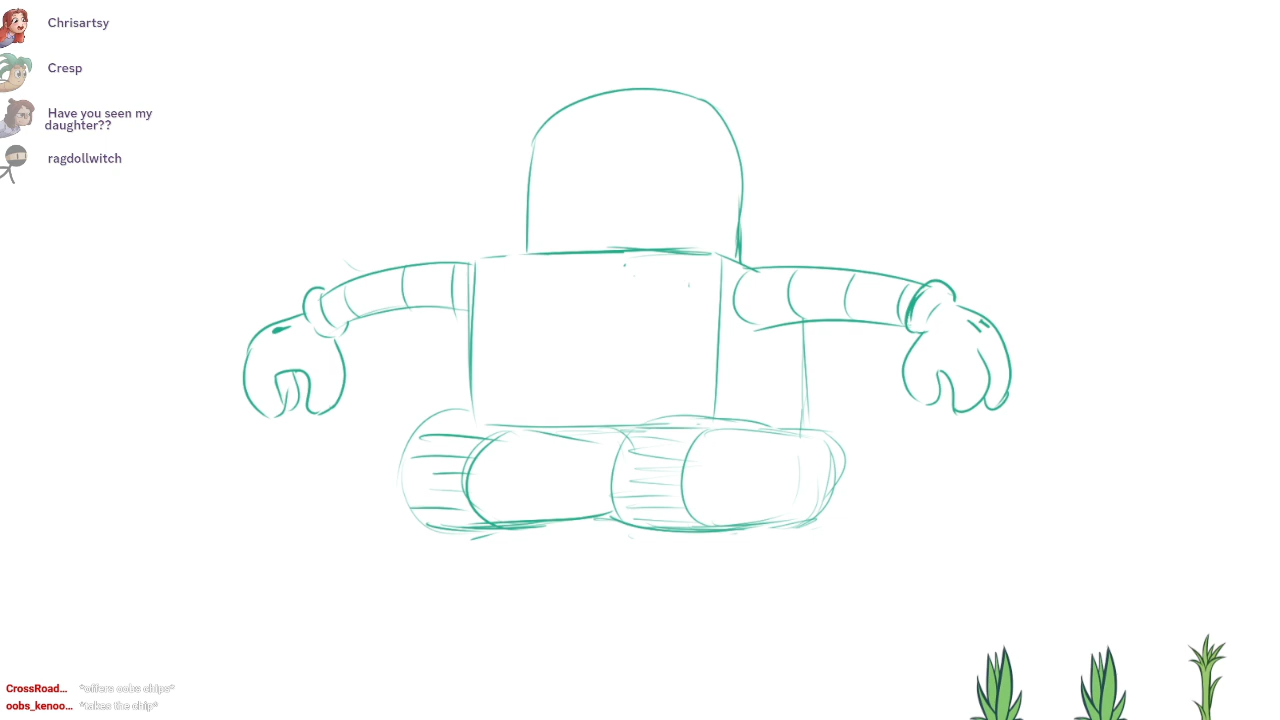 Chrisartsy
Cresp
Have you seen my
daughter??
ragdollwitch
CrossRoad... *offers oobs chips*
oobs_kenoo... *takes the chip*